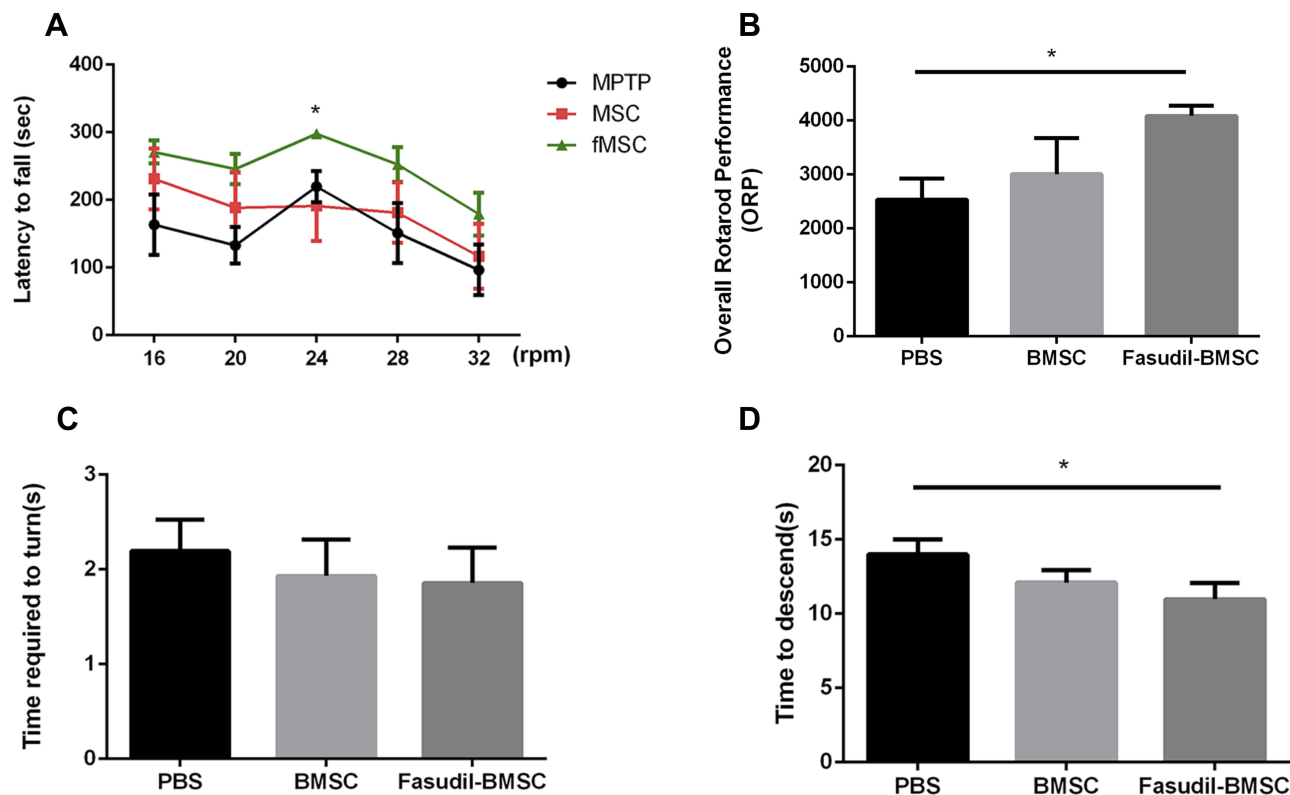 A
Latency to fall (sec)
400
300
200
100
0
*
16 20 24 28 32 (rpm)
MPTP
MSC
fMSC
B
Overall Rotarod Performance
(ORP)
5000
4000
3000
2000
1000
0
*
PBS BMSC Fasudil-BMSC
C
Time required to turn(s)
3
2
1
0
PBS BMSC Fasudil-BMSC
D
Time to descend(s)
20
15
10
5
0
*
PBS BMSC Fasudil-BMSC